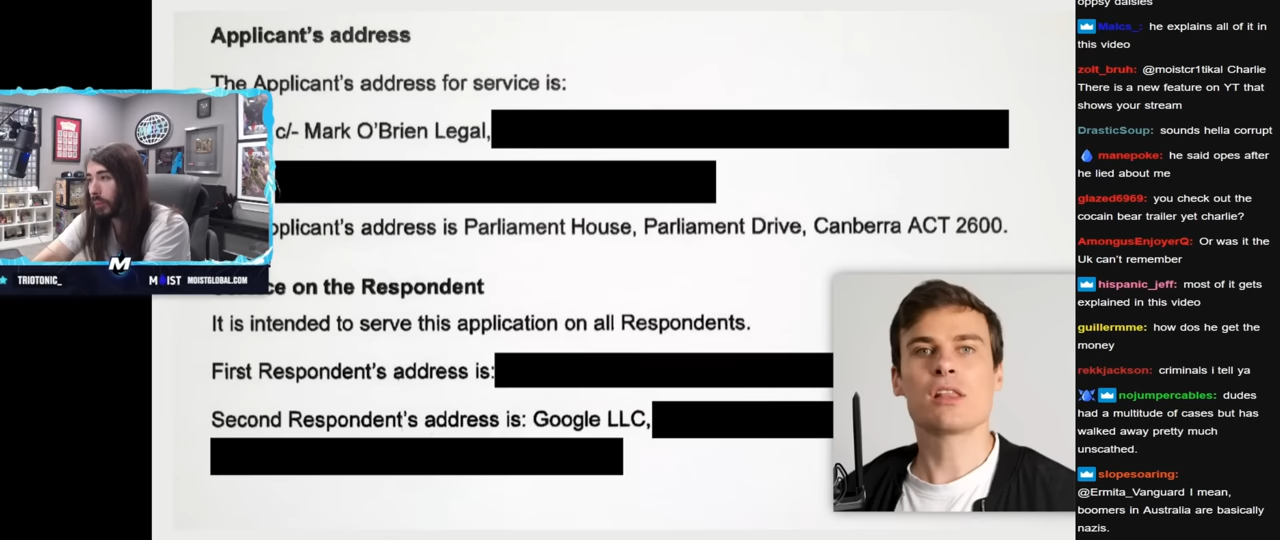 Applicant's address
The Applicant's address for service is:
c/- Mark O'Brien Legal,
plicant's address is Parliament House, Parliament Drive, Canberra ACT 2600.
ce on the Respondent
It is intended to serve this application on all Respondents.
First Respondent's address is:
Second Respondent's address is: Google LLC,
TRIOTONIC_
M
MOIST MOISTGLOBAL.COM
oppsy daisies
Maics_: he explains all of it in
this video
zolt_bruh: @moistcr1tikal Charlie
There is a new feature on YT that
shows your stream
DrasticSoup: sounds hella corrupt
manepoke: he said opes after
he lied about me
glazed6969: you check out the
cocain bear trailer yet charlie?
AmongusEnjoyerQ: Or was it the
Uk can't remember
hispanic_jeff: most of it gets
explained in this video
guillermme: how dos he get the
money
rekkjackson: criminals i tell ya
nojumpercables: dudes
had a multitude of cases but has
walked away pretty much
unscathed.
slopesoaring:
@Ermita_Vanguard I mean,
boomers in Australia are basically
nazis.